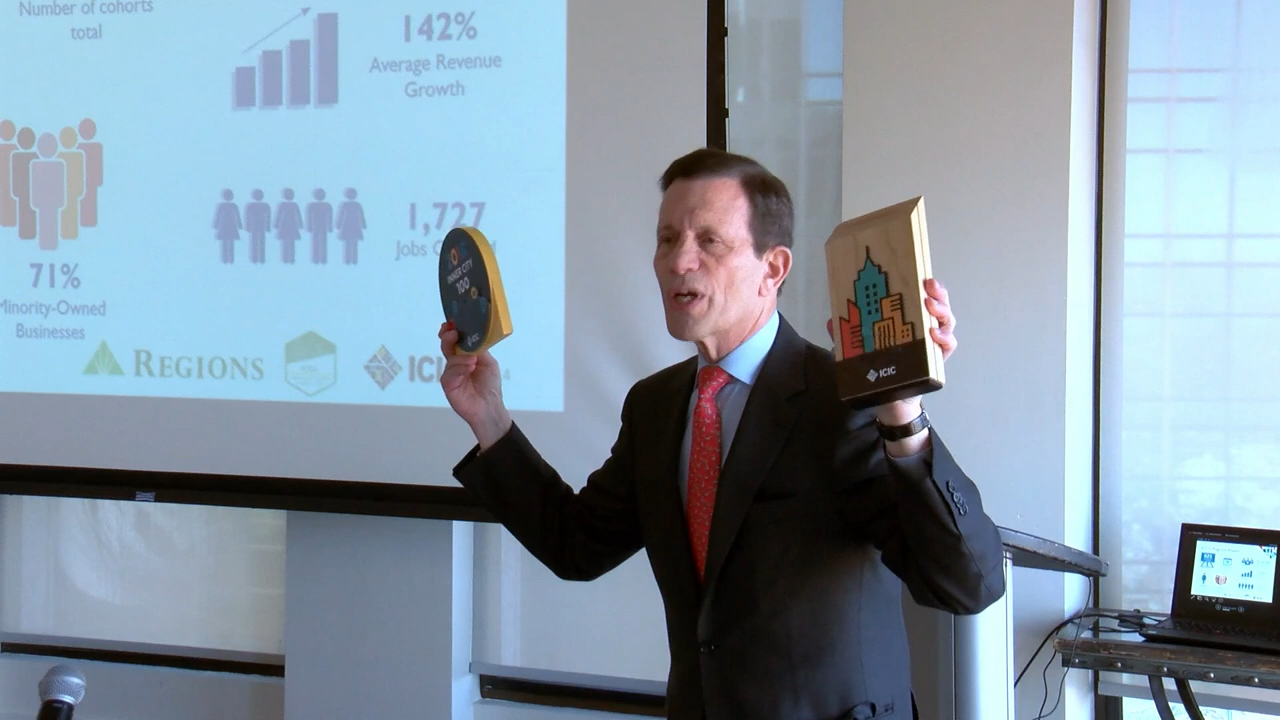 Number of cohorts
total
142%
Average Revenue
Growth
1,727
Jobs
71%
Minority-Owned
Businesses
REGIONS
ICIC
INNER CITY
100
ICIC